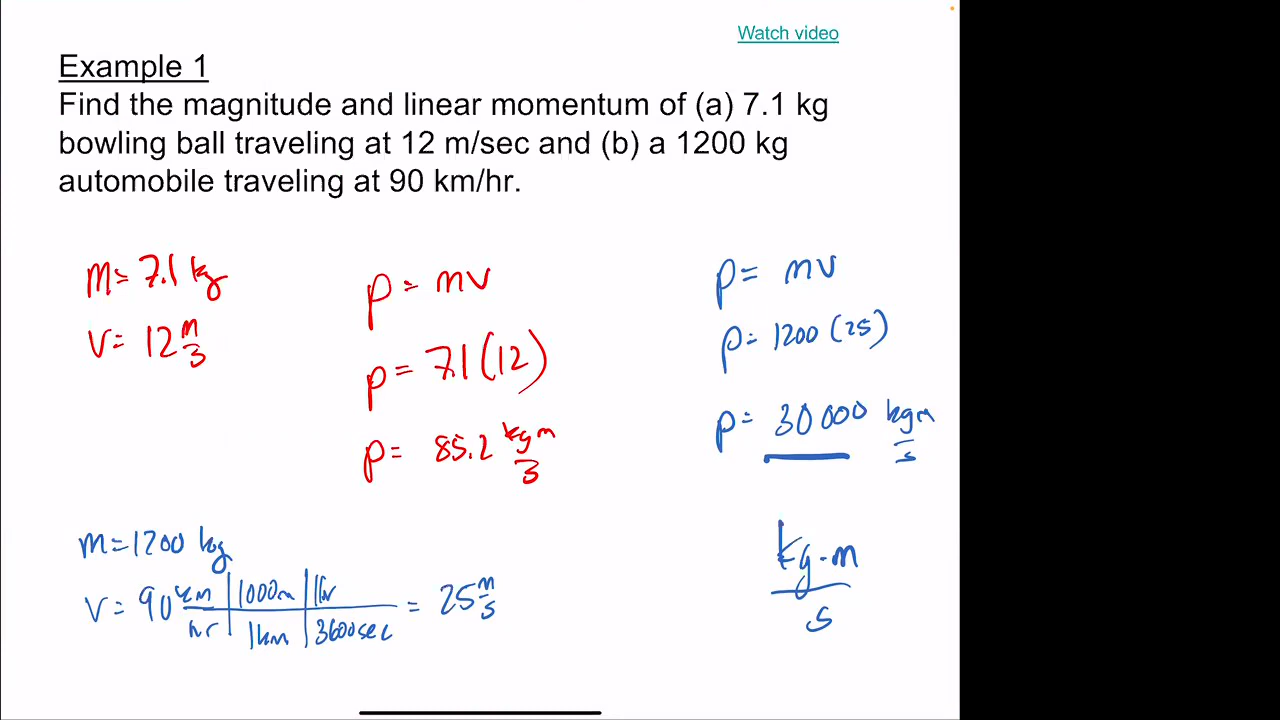 Watch video
Example 1
Find the magnitude and linear momentum of (a) 7.1 kg
bowling ball traveling at 12 m/sec and (b) a 1200 kg
automobile traveling at 90 km/hr.
m= 7.1 kg
v= 12 m/s
p= mv
p= 7.1(12)
p= 85.2 kgm/s
p= mv
p= 1200(25)
p= 30000 kgm/s
m=1200 kg
v= 90 km/hr | 1000m/1km | 1hr/3600sec = 25 m/s
kg·m
s